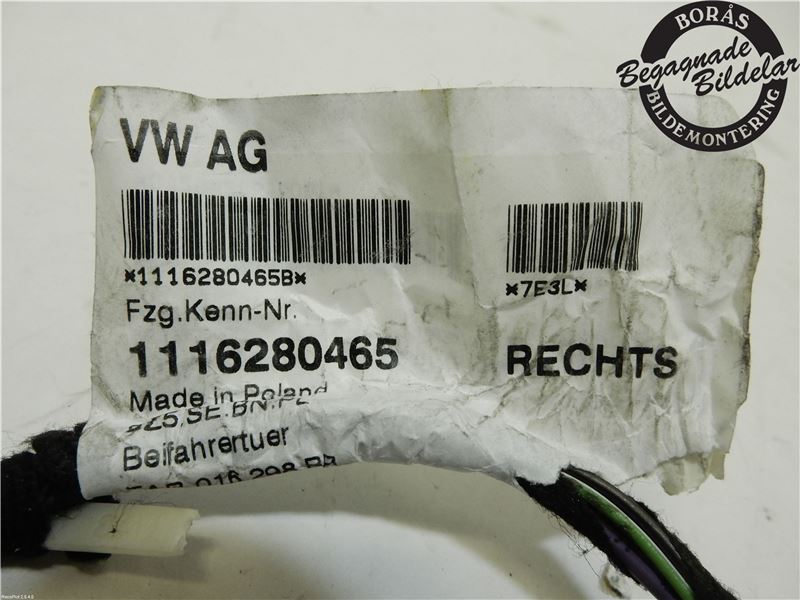 BORÅS
Begagnade
Bildelar
BILDEMONTERING
VW AG
*1116280465B*
*7E3L*
Fzg.Kenn-Nr.
1116280465
RECHTS
Made in Poland
Beifahrertuer